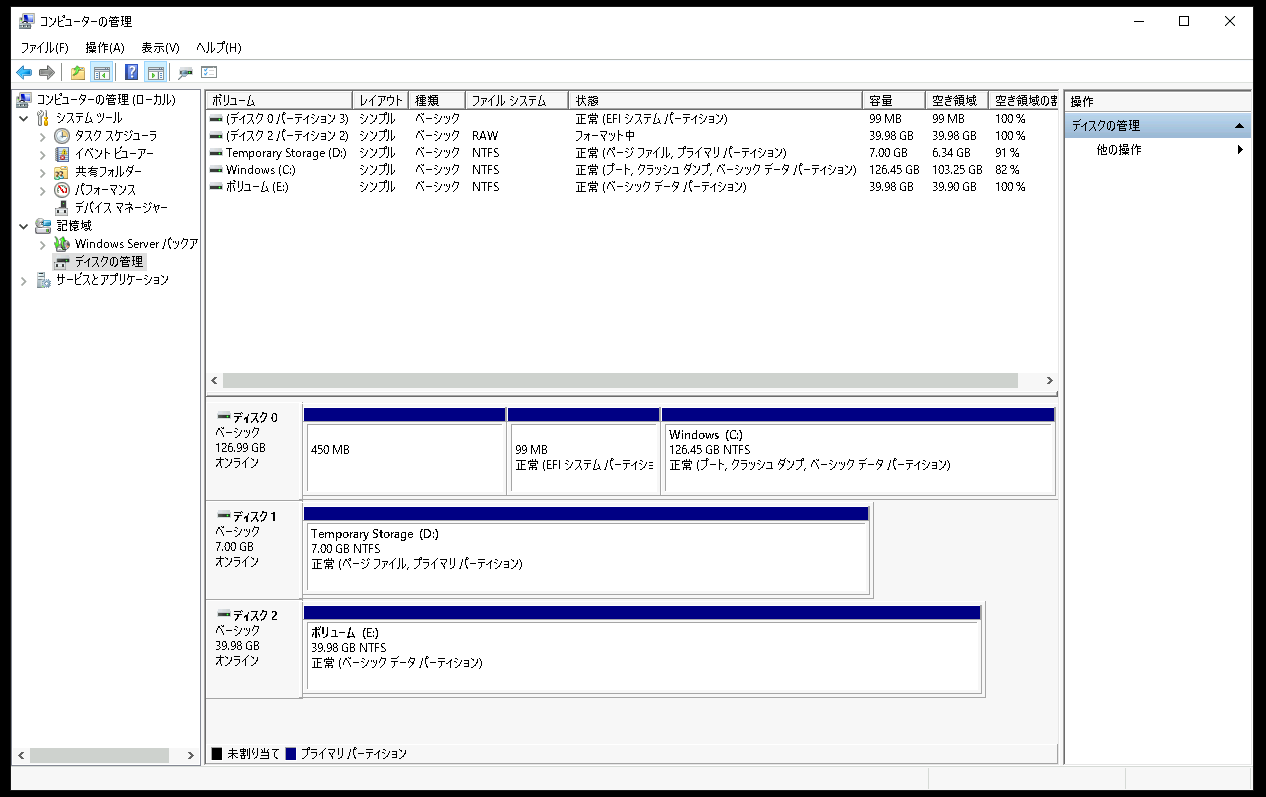 コンピューターの管理
ファイル(F) 操作(A) 表示(V) ヘルプ(H)
コンピューターの管理 (ローカル)
システム ツール
タスク スケジューラ
イベント ビューアー
共有フォルダー
パフォーマンス
デバイス マネージャー
記憶域
Windows Server バックア
ディスクの管理
サービスとアプリケーション
ボリューム レイアウト 種類 ファイル システム 状態 容量 空き領域 空き領域の割
(ディスク 0 パーティション 3) シンプル ベーシック 正常 (EFI システム パーティション) 99 MB 99 MB 100 %
(ディスク 2 パーティション 2) シンプル ベーシック RAW フォーマット中 39.98 GB 39.98 GB 100 %
Temporary Storage (D:) シンプル ベーシック NTFS 正常 (ページ ファイル, プライマリ パーティション) 7.00 GB 6.34 GB 91 %
Windows (C:) シンプル ベーシック NTFS 正常 (ブート, クラッシュ ダンプ, ベーシック データ パーティション) 126.45 GB 103.25 GB 82 %
ボリューム (E:) シンプル ベーシック NTFS 正常 (ベーシック データ パーティション) 39.98 GB 39.90 GB 100 %
ディスク 0
ベーシック
126.99 GB
オンライン
450 MB
99 MB
正常 (EFI システム パーティショ
Windows (C:)
126.45 GB NTFS
正常 (ブート, クラッシュ ダンプ, ベーシック データ パーティション)
ディスク 1
ベーシック
7.00 GB
オンライン
Temporary Storage (D:)
7.00 GB NTFS
正常 (ページ ファイル, プライマリ パーティション)
ディスク 2
ベーシック
39.98 GB
オンライン
ボリューム (E:)
39.98 GB NTFS
正常 (ベーシック データ パーティション)
未割り当て プライマリ パーティション
操作
ディスクの管理
他の操作